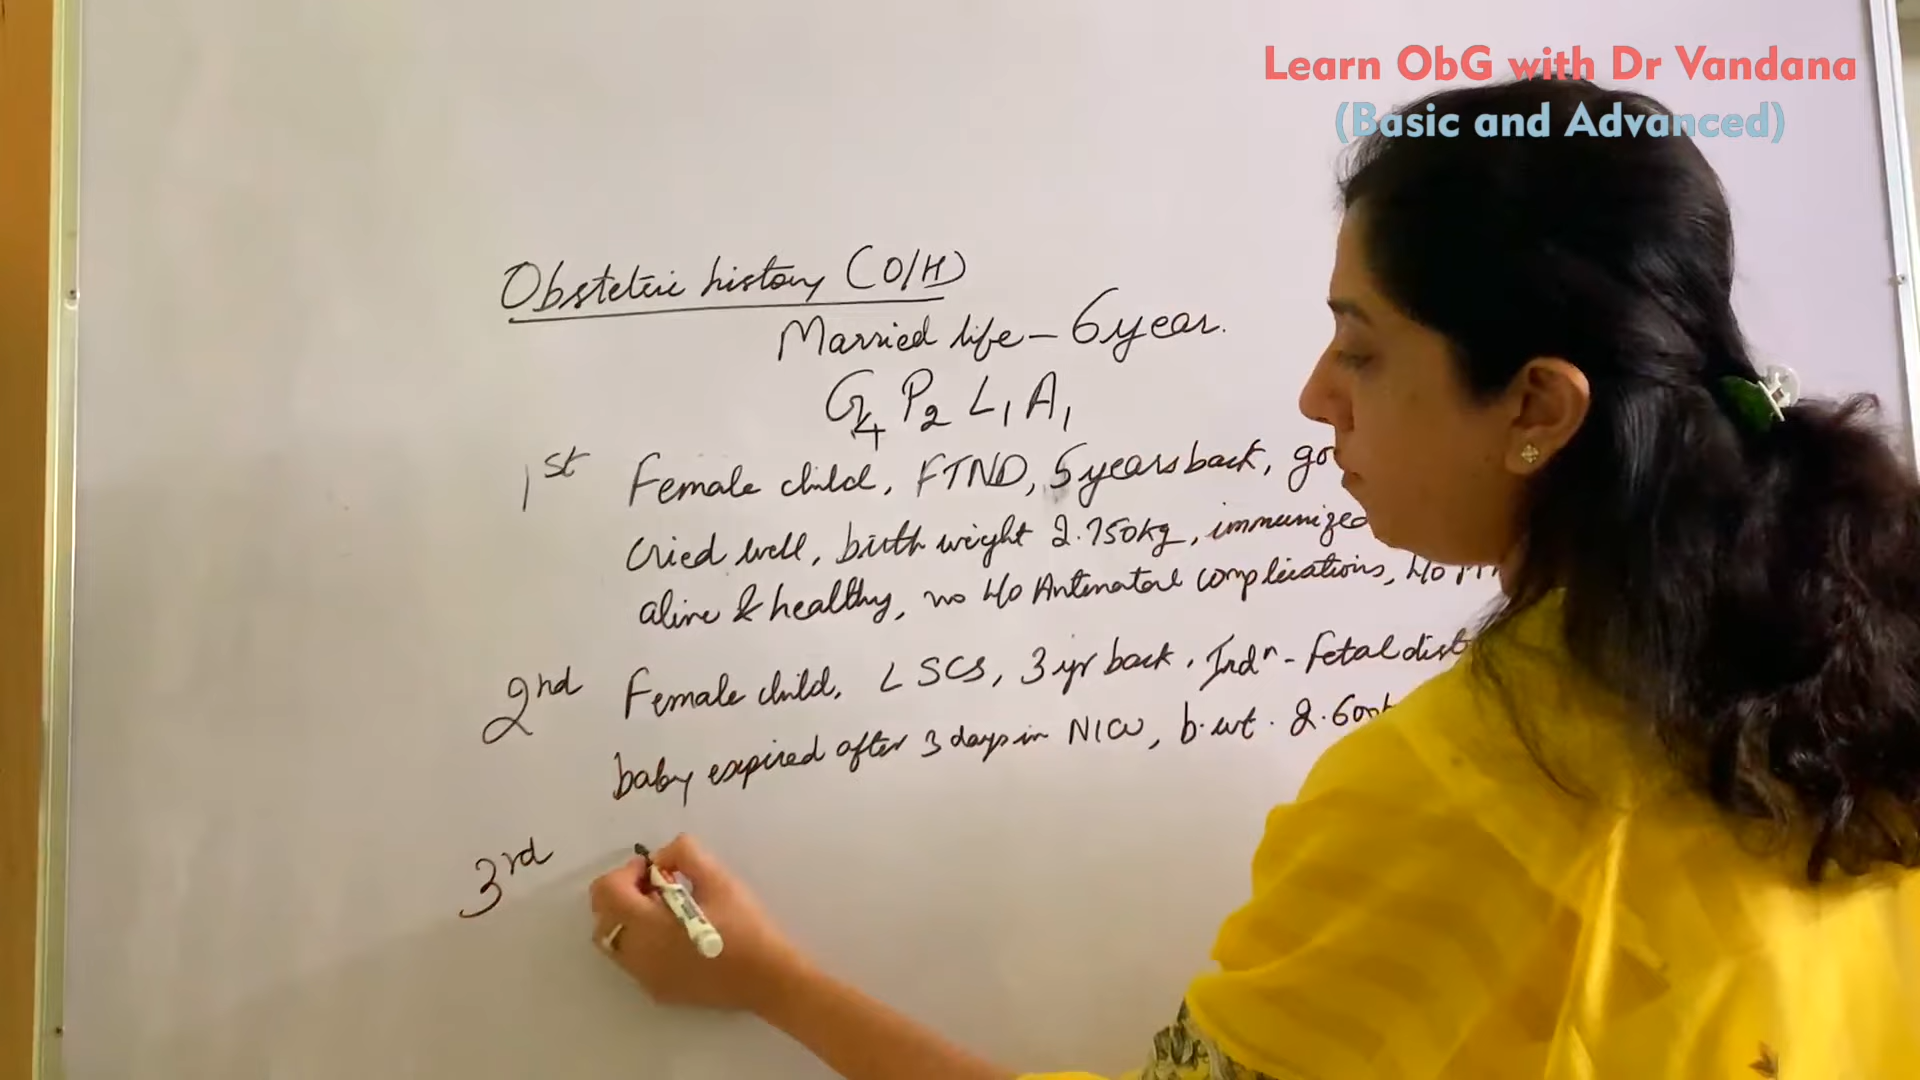 Learn ObG with Dr Vandana
(Basic and Advanced)
Obstetric history (O/H)
Married life - 6 year.
G4 P2 L1 A1
1st Female child, FTND, 5 years back,
cried well, birth weight 2.750kg, immunized
alive & healthy, no H/o Antenatal complications, H/o
2nd Female child, LSCS, 3 yr back, Indn - Fetal dist
baby expired after 3 days in NICU, b.wt. 2.600k
3rd